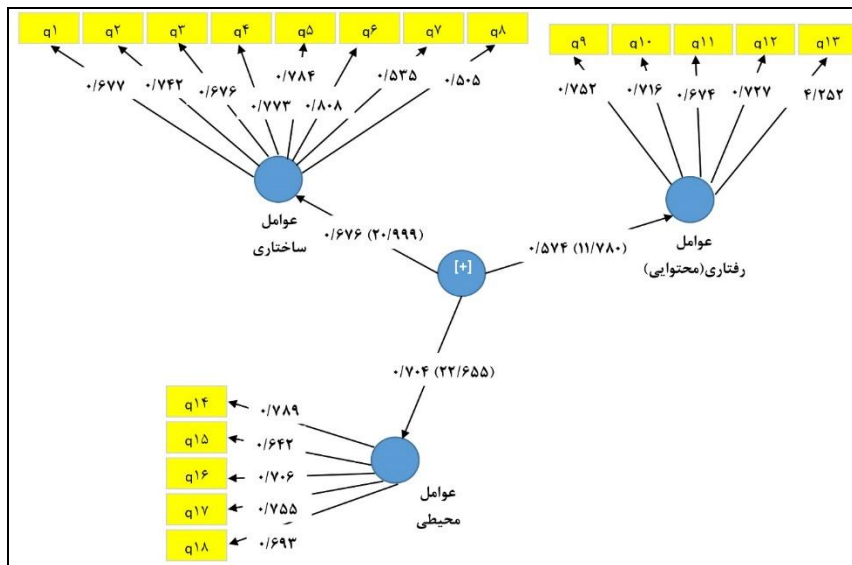 q۱ q۲ q۳ q۴ q۵ q۶ q۷ q۸
۰/۶۷۷ ۰/۷۴۲ ۰/۶۷۶ ۰/۷۷۳ ۰/۷۸۴ ۰/۸۰۸ ۰/۵۳۵ ۰/۵۰۵
عوامل
ساختاری
q۹ q۱۰ q۱۱ q۱۲ q۱۳
۰/۷۵۲ ۰/۷۱۶ ۰/۶۷۴ ۰/۷۲۷ ۴/۲۵۲
عوامل
رفتاری(محتوایی)
۰/۶۷۶ (۲۰/۹۹۹)
[+]
۰/۵۷۴ (۱۱/۷۸۰)
۰/۷۰۴ (۲۲/۶۵۵)
q۱۴ ۰/۷۸۹
q۱۵ ۰/۶۴۲
q۱۶ ۰/۷۰۶
q۱۷ ۰/۷۵۵
q۱۸ ۰/۶۹۳
عوامل
محیطی